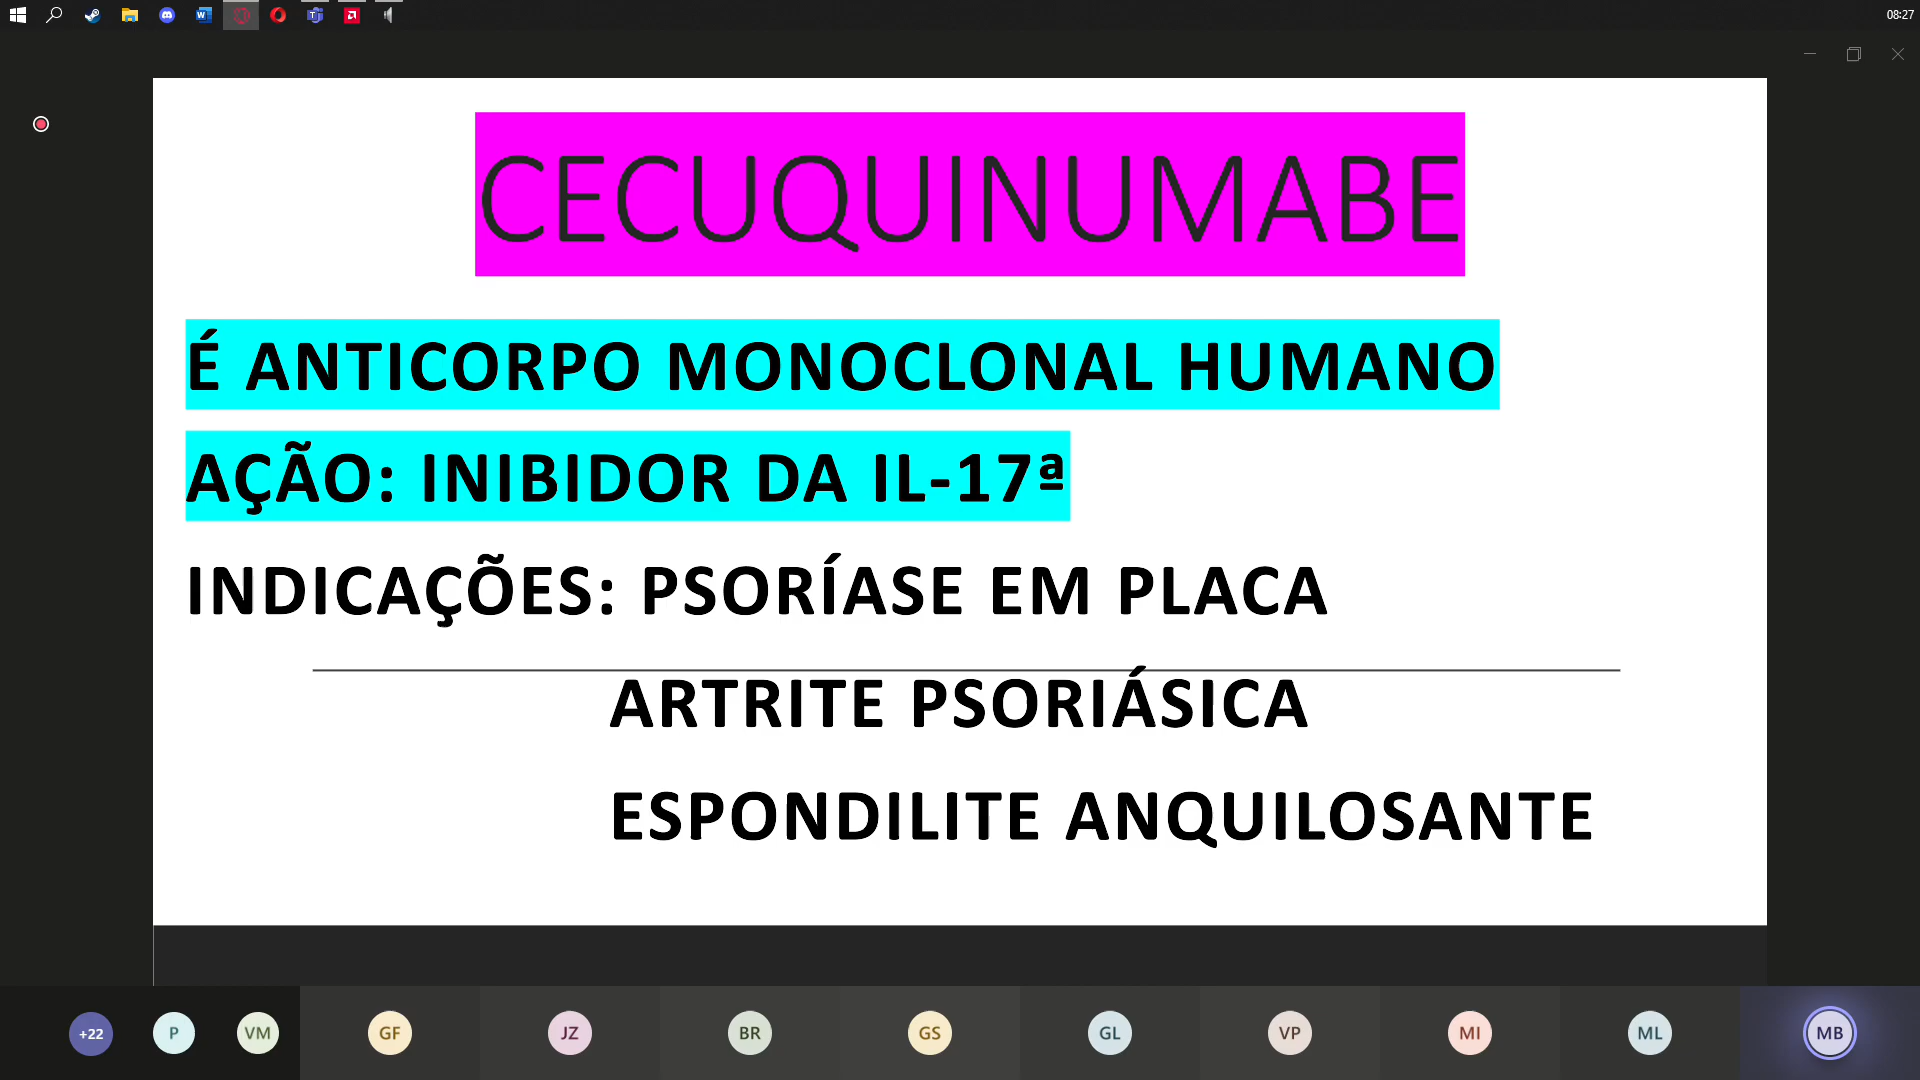 08:27
CECUQUINUMABE
É ANTICORPO MONOCLONAL HUMANO
AÇÃO: INIBIDOR DA IL-17ª
INDICAÇÕES: PSORÍASE EM PLACA
ARTRITE PSORIÁSICA
ESPONDILITE ANQUILOSANTE
+22 P VM GF JZ BR GS GL VP MI ML MB